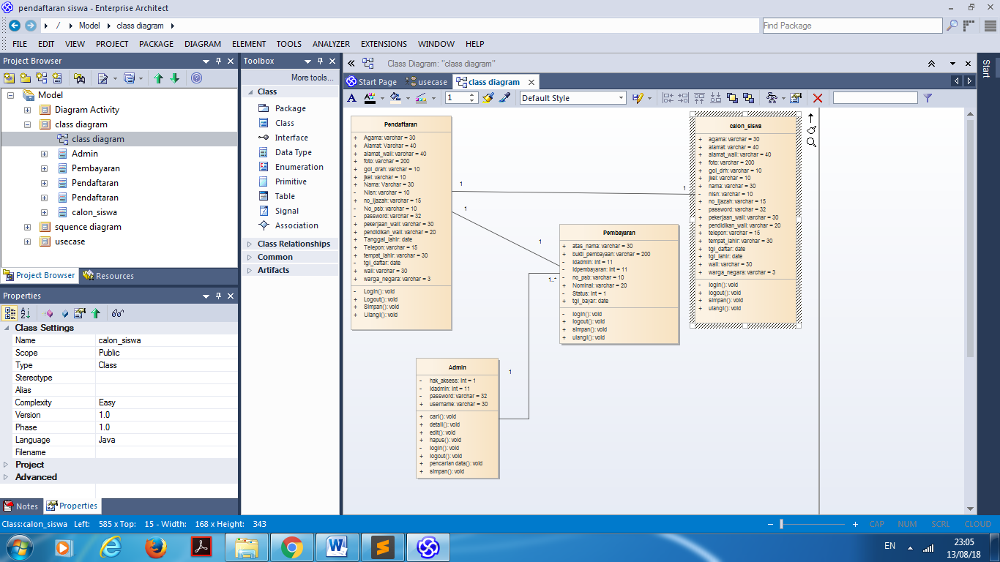 pendaftaran siswa - Enterprise Architect
/ Model class diagram
Find Package
FILE EDIT VIEW PROJECT PACKAGE DIAGRAM ELEMENT TOOLS ANALYZER EXTENSIONS WINDOW HELP
Project Browser
Model
Diagram Activity
class diagram
class diagram
Admin
Pembayaran
Pendaftaran
Pendaftaran
calon_siswa
squence diagram
usecase
Project Browser Resources
Properties
Class Settings
Name calon_siswa
Scope Public
Type Class
Stereotype
Alias
Complexity Easy
Version 1.0
Phase 1.0
Language Java
Filename
Project
Advanced
Notes Properties
Toolbox
More tools...
Class
Package
Class
Interface
Data Type
Enumeration
Primitive
Table
Signal
Association
Class Relationships
Common
Artifacts
Class Diagram: "class diagram"
Start Page usecase class diagram
1 Default Style
Pendaftaran
+ Agama: varchar = 30
+ Alamat: Varchar = 40
+ alamat_wali: varchar = 40
+ foto: varchar = 200
+ gol_drah: varchar = 10
+ jkel: varchar = 10
+ Nama: Varchar = 30
- Nisn: varchar = 10
+ no_ijazah: varchar = 15
- No_psb: varchar = 10
- password: varchar = 32
+ pekerjaan_wali: varchar = 30
+ pendidikan_wali: varchar = 20
+ Tanggal_lahir: date
+ Telepon: varchar = 15
+ tempat_lahir: varchar = 30
- tgl_daftar: date
+ wali: varchar = 30
+ warga_negara: varchar = 3
- Login(): void
+ Logout(): void
+ Simpan(): void
+ Ulangi(): void
1
1
1
1
1..*
1
Pembayaran
+ atas_nama: varchar = 30
+ bukti_pembayaan: varchar = 200
- idadmin: int = 11
- idpembayaran: int = 11
- no_psb: varchar = 10
+ Nominal: varchar = 20
- Status: int = 1
+ tgl_bayar: date
- login(): void
+ logout(): void
+ simpan(): void
+ ulangi(): void
calon_siswa
+ agama: varchar = 30
+ alamat: varchar = 40
+ alamat_wali: varchar = 40
+ foto: varchar = 200
+ gol_drh: varchar = 10
+ jkel: varchar = 10
+ nama: varchar = 30
- nisn: varchar = 10
+ no_ijazah: varchar = 15
- password: varchar = 32
+ pekerjaan_wali: varchar = 30
+ pendidikan_wali: varchar = 20
+ telepon: varchar = 15
+ tempat_lahir: varchar = 30
+ tgl_daftar: date
+ tgl_lahir: date
+ wali: varchar = 30
+ warga_negara: varchar = 3
- login(): void
+ logout(): void
+ simpan(): void
+ ulangi(): void
Admin
- hak_aksess: int = 1
- idadmin: int = 11
- password: varchar = 32
+ username: varchar = 30
+ cari(): void
+ detail(): void
+ edit(): void
+ hapus(): void
- login(): void
+ logout(): void
+ pencarian data(): void
+ simpan(): void
Start
Class:calon_siswa Left: 585 x Top: 15 - Width: 168 x Height: 343
CAP NUM SCRL CLOUD
EN
23:05
13/08/18